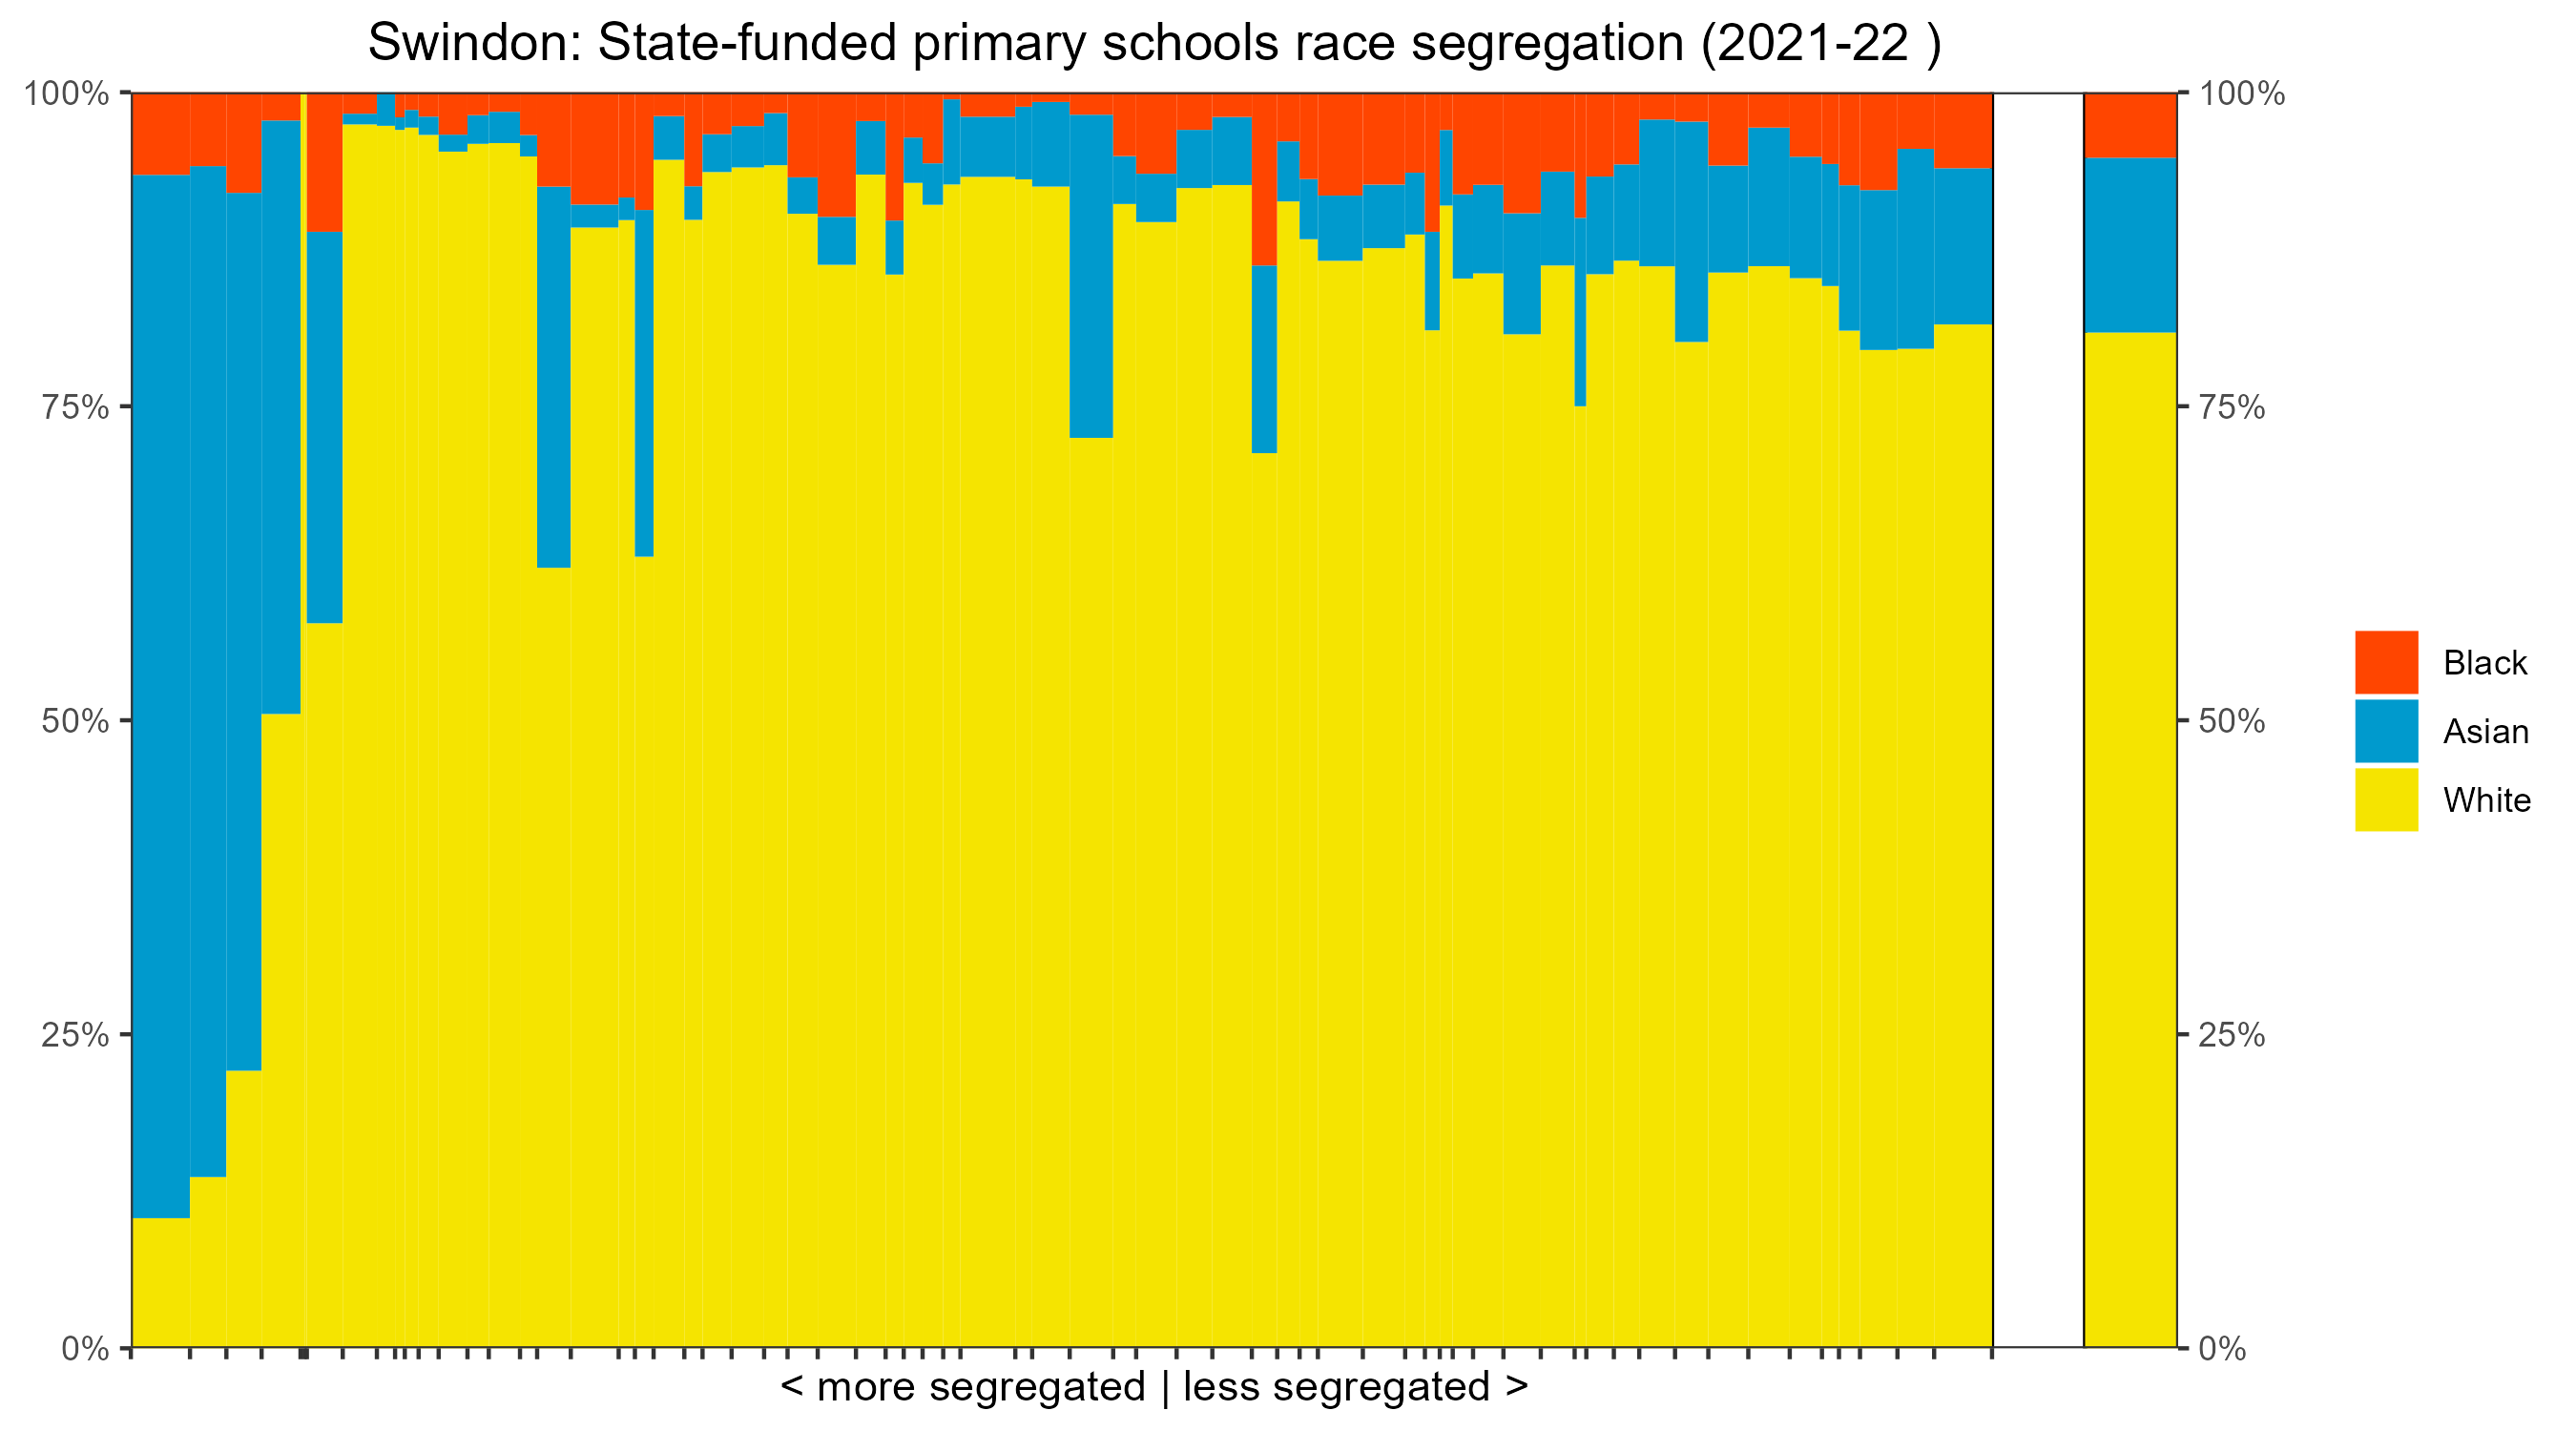 Swindon: State-funded primary schools race segregation (2021-22 )
100%
75%
50%
25%
0%
100%
75%
50%
25%
0%
Black
Asian
White
< more segregated | less segregated >